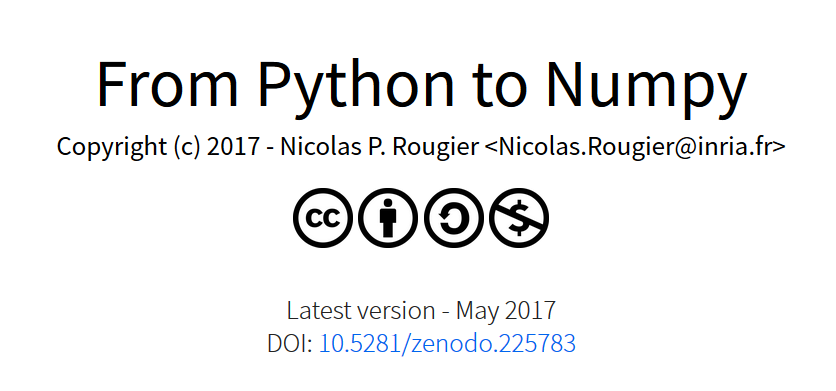 From Python to Numpy
Copyright (c) 2017 - Nicolas P. Rougier <Nicolas.Rougier@inria.fr>
cc $
Latest version - May 2017
DOI: 10.5281/zenodo.225783